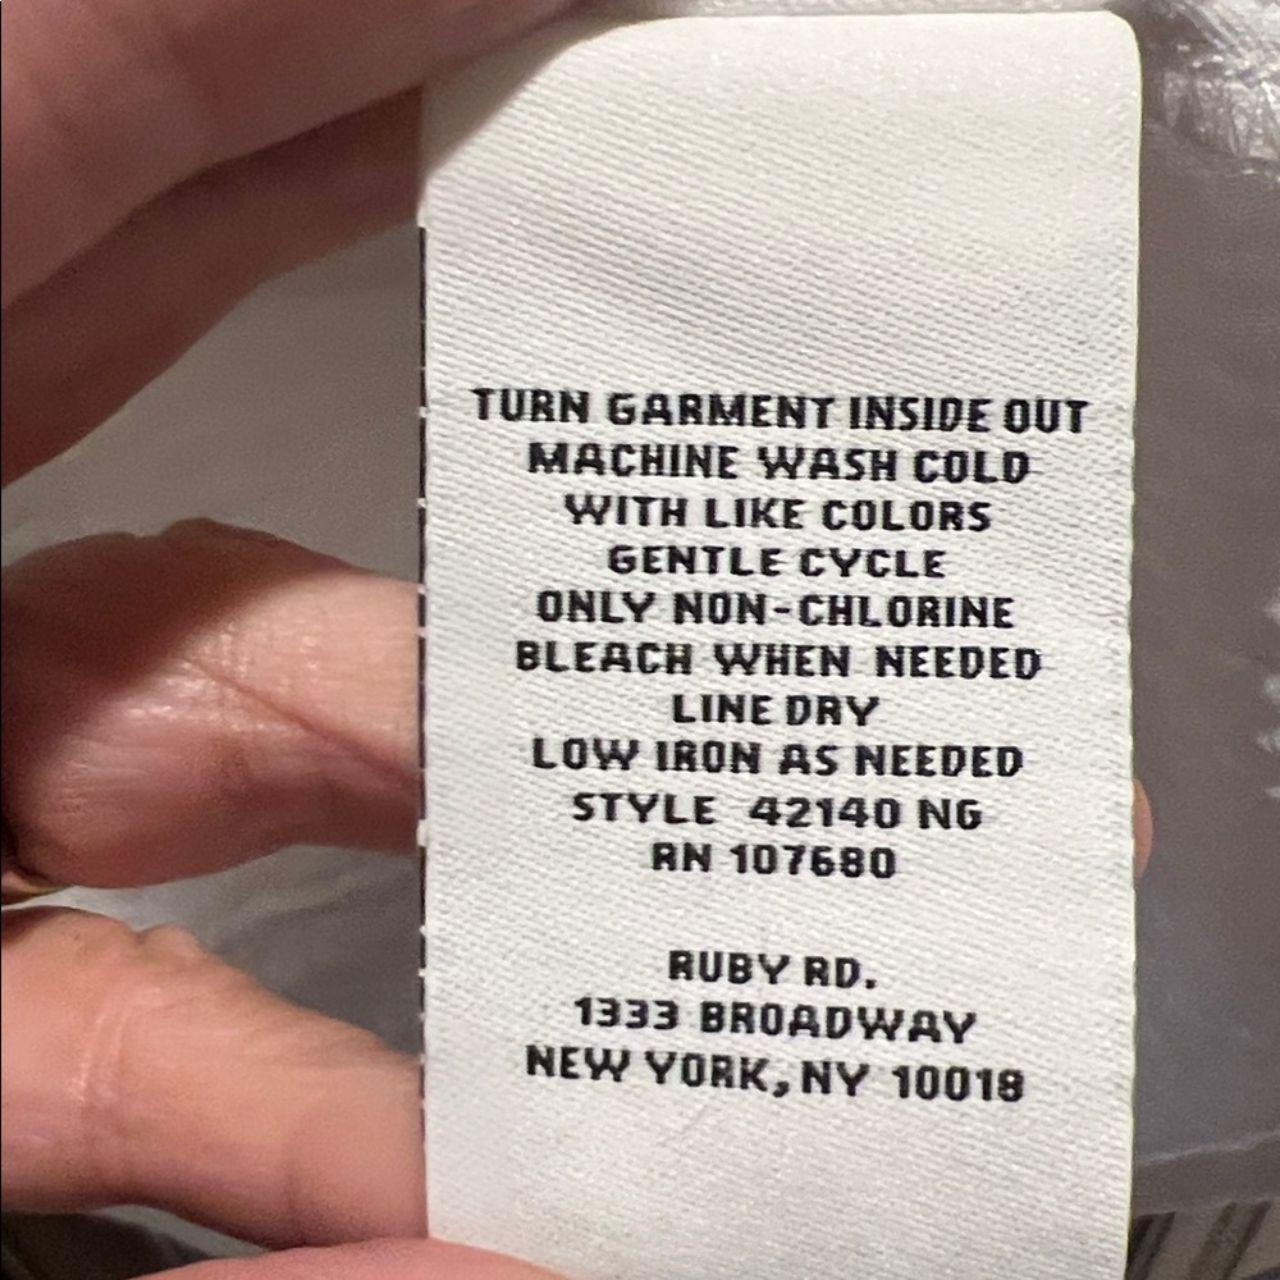 TURN GARMENT INSIDE OUT
MACHINE WASH COLD
WITH LIKE COLORS
GENTLE CYCLE
ONLY NON-CHLORINE
BLEACH WHEN NEEDED
LINE DRY
LOW IRON AS NEEDED
STYLE 42140 NG
RN 107680
RUBY RD.
1333 BROADWAY
NEW YORK, NY 10018